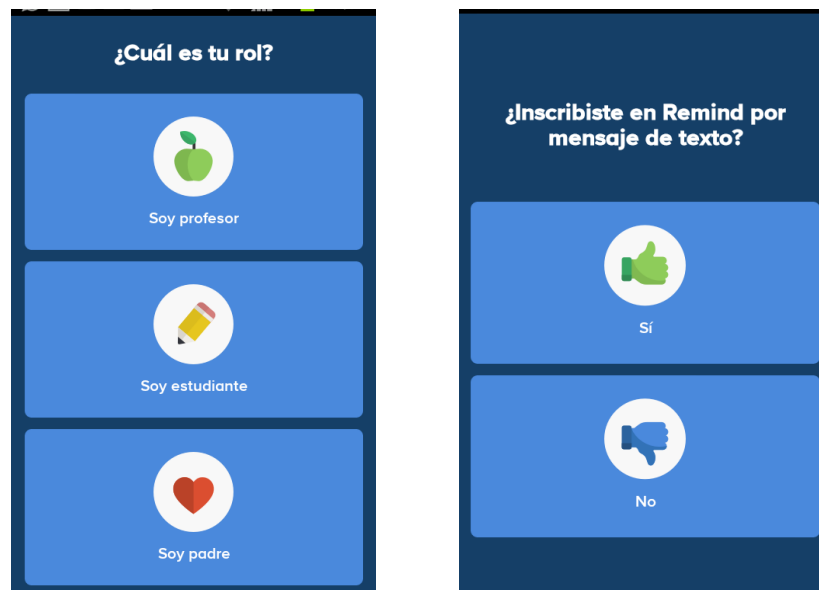 ¿Cuál es tu rol?
Soy profesor
Soy estudiante
Soy padre
¿Inscribiste en Remind por
mensaje de texto?
Sí
No